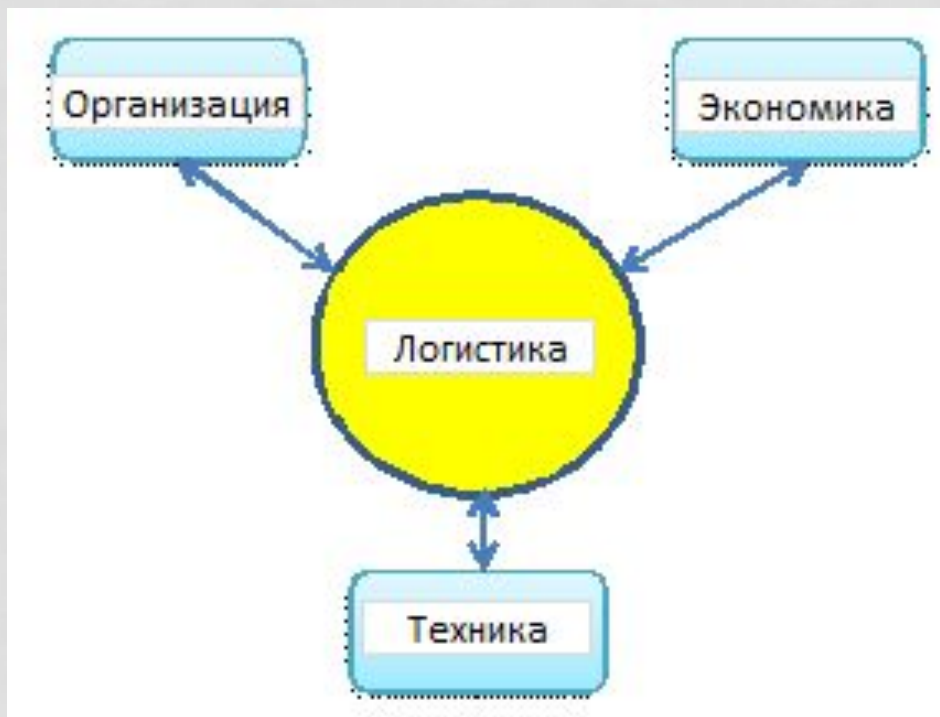 Организация
Экономика
Логистика
Техника